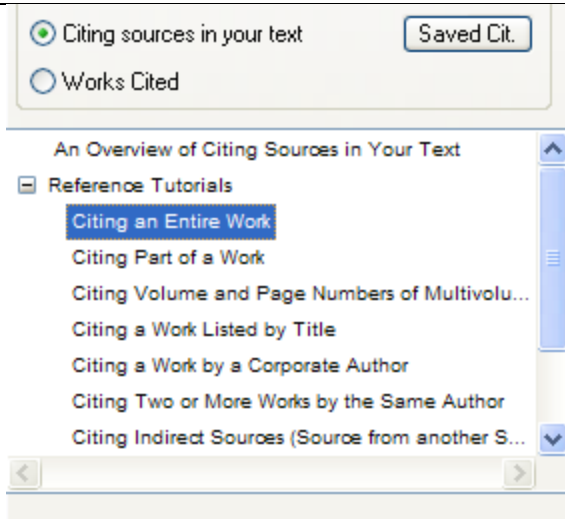 Citing sources in your text Saved Cit.
Works Cited
An Overview of Citing Sources in Your Text
Reference Tutorials
Citing an Entire Work
Citing Part of a Work
Citing Volume and Page Numbers of Multivolu...
Citing a Work Listed by Title
Citing a Work by a Corporate Author
Citing Two or More Works by the Same Author
Citing Indirect Sources (Source from another S...